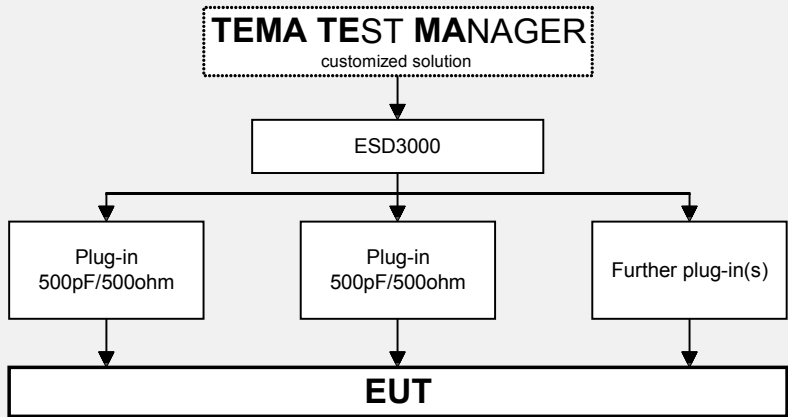 TEMA TEST MANAGER
customized solution
ESD3000
Plug-in
500pF/500ohm
Plug-in
500pF/500ohm
Further plug-in(s)
EUT